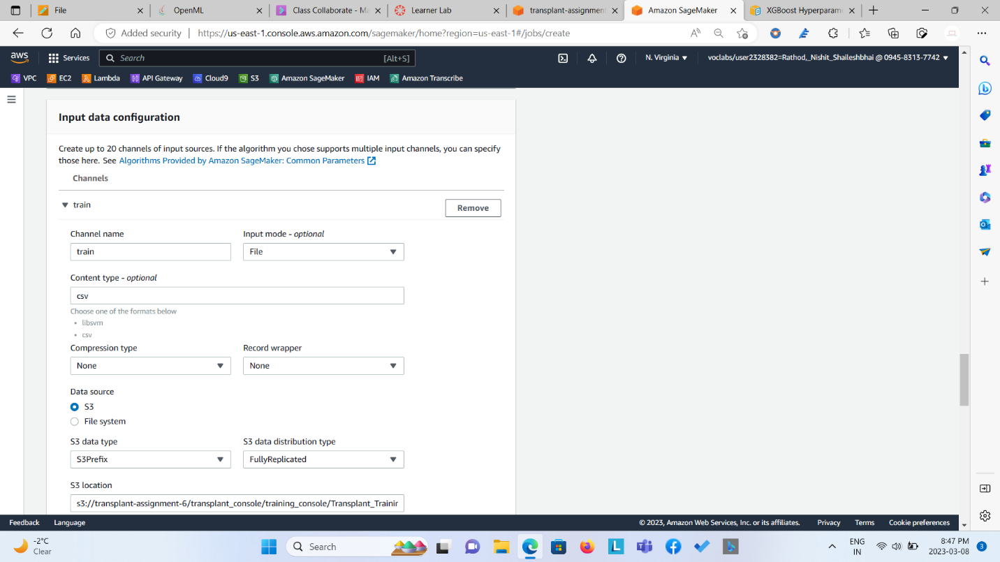 File
OpenML
Class Collaborate - Ma
Learner Lab
transplant-assignment
Amazon SageMaker
XGBoost Hyperparame
Added security
https://us-east-1.console.aws.amazon.com/sagemaker/home?region=us-east-1#/jobs/create
aws
Services
Search
[Alt+S]
N. Virginia
voclabs/user2328382=Rathod,_Nishit_Shaileshbhai @ 0945-8313-7742
VPC
EC2
Lambda
API Gateway
Cloud9
S3
Amazon SageMaker
IAM
Amazon Transcribe
Input data configuration
Create up to 20 channels of input sources. If the algorithm you chose supports multiple input channels, you can specify
those here. See Algorithms Provided by Amazon SageMaker: Common Parameters
Channels
train
Remove
Channel name
Input mode - optional
train
File
Content type - optional
csv
Choose one of the formats below
• libsvm
• csv
Compression type
Record wrapper
None
None
Data source
S3
File system
S3 data type
S3 data distribution type
S3Prefix
FullyReplicated
S3 location
s3://transplant-assignment-6/transplant_console/training_console/Transplant_Trainin
Feedback
Language
© 2023, Amazon Web Services, Inc. or its affiliates.
Privacy
Terms
Cookie preferences
-2°C
Clear
Search
ENG
IN
8:47 PM
2023-03-08
3